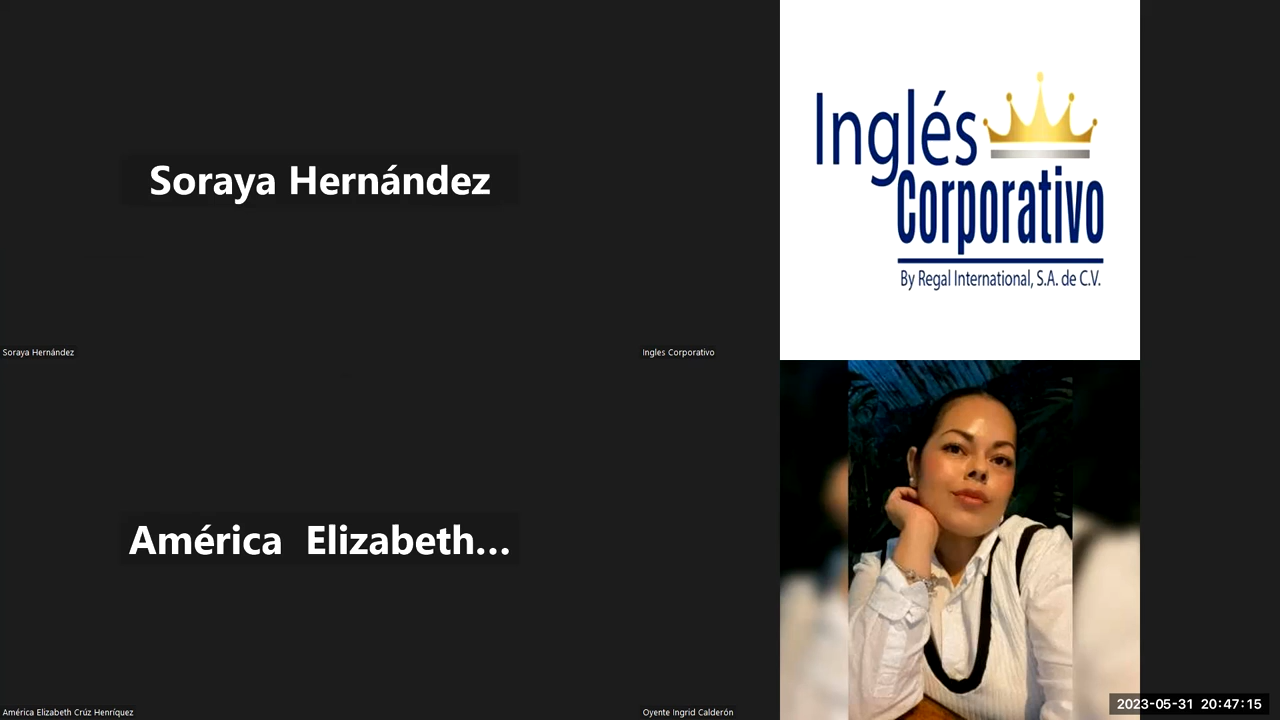 Soraya Hernández
Inglés
Corporativo
By Regal International, S.A. de C.V.
Soraya Hernández
Ingles Corporativo
América  Elizabeth...
América Elizabeth Crúz Henríquez
Oyente Ingrid Calderón
2023-05-31 20:47:15